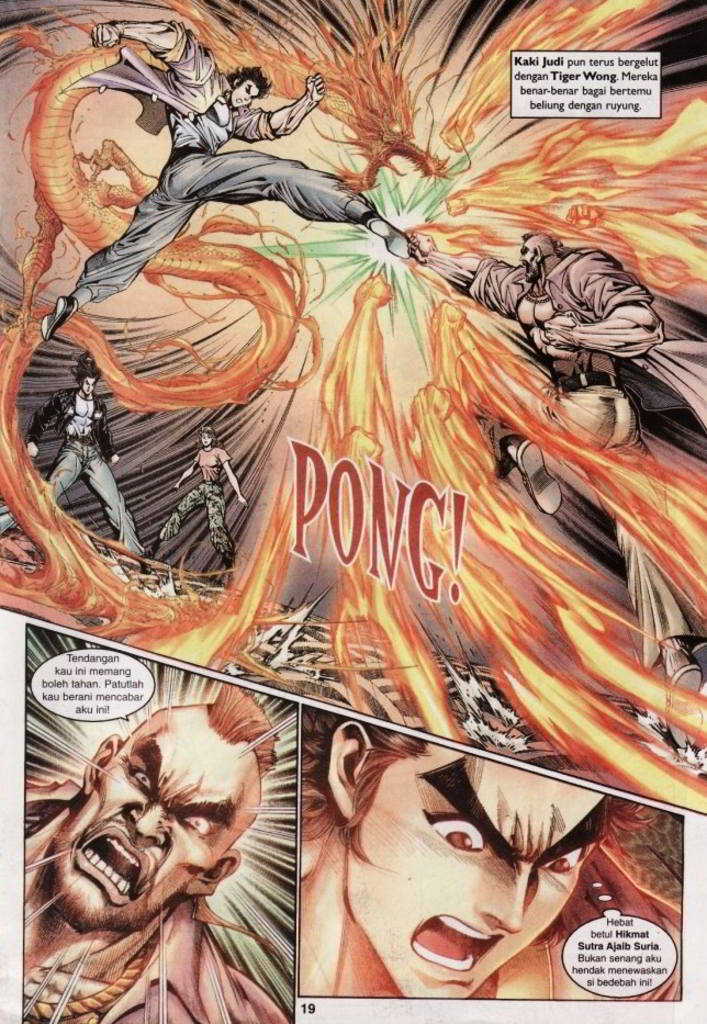 Kaki Judi pun terus bergelut
dengan Tiger Wong. Mereka
benar-benar bagai bertemu
beliung dengan ruyung.
PONG!
Tendangan
kau ini memang
boleh tahan. Patutlah
kau berani mencabar
aku ini!
Hebat
betul Hikmat
Sutra Ajaib Suria.
Bukan senang aku
hendak menewaskan
si bedebah ini!
19